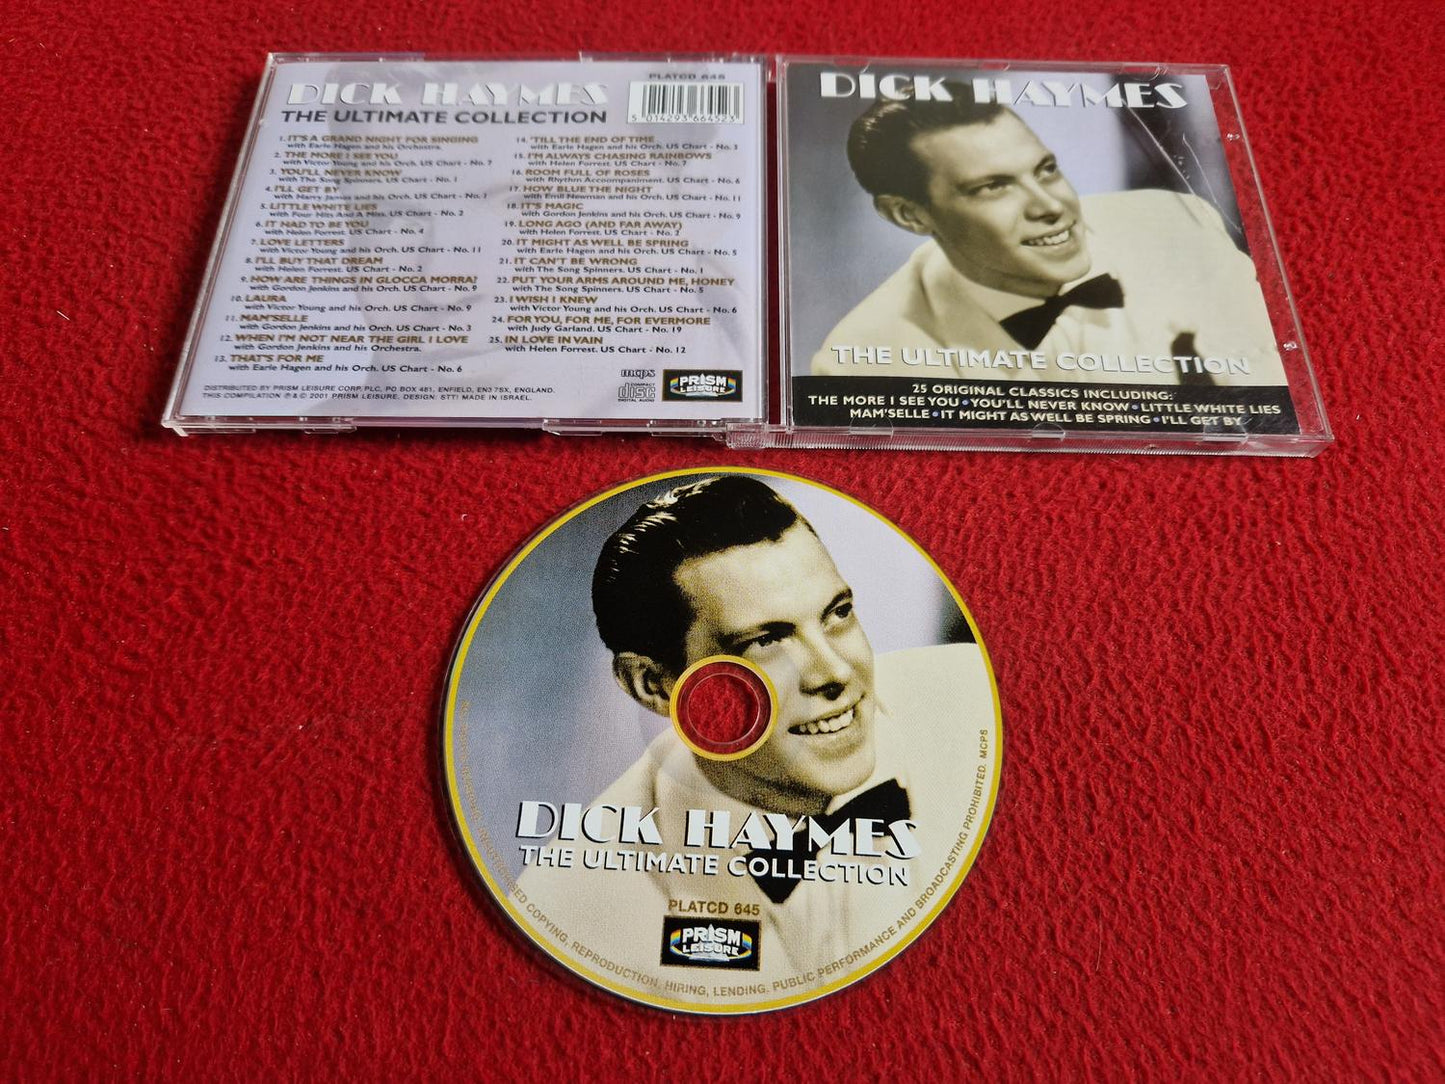 PLATCD 645
DICK HAYMES
THE ULTIMATE COLLECTION
5 014293 664523
1. IT'S A GRAND NIGHT FOR SINGING
with Earle Hagen and his Orchestra.
2. THE MORE I SEE YOU
with Victor Young and his Orch. US Chart - No. 7
3. YOU'LL NEVER KNOW
with The Song Spinners. US Chart - No. 1
4. I'LL GET BY
with Harry James and his Orch. US Chart - No. 1
5. LITTLE WHITE LIES
with Four Hits And A Miss. US Chart - No. 2
6. IT HAD TO BE YOU
with Helen Forrest. US Chart - No. 4
7. LOVE LETTERS
with Victor Young and his Orch. US Chart - No. 11
8. I'LL BUY THAT DREAM
with Helen Forrest. US Chart - No. 2
9. HOW ARE THINGS IN GLOCCA MORRA?
with Gordon Jenkins and his Orch. US Chart - No. 9
10. LAURA
with Victor Young and his Orch. US Chart - No. 9
11. MAM'SELLE
with Gordon Jenkins and his Orch. US Chart - No. 3
12. WHEN I'M NOT NEAR THE GIRL I LOVE
with Gordon Jenkins and his Orchestra.
13. THAT'S FOR ME
with Earle Hagen and his Orch. US Chart - No. 6
14. 'TILL THE END OF TIME
with Earle Hagen and his Orch. US Chart - No. 3
15. I'M ALWAYS CHASING RAINBOWS
with Helen Forrest. US Chart - No. 7
16. ROOM FULL OF ROSES
with Rhythm Accompaniment. US Chart - No. 6
17. HOW BLUE THE NIGHT
with Emil Newman and his Orch. US Chart - No. 11
18. IT'S MAGIC
with Gordon Jenkins and his Orch. US Chart - No. 9
19. LONG AGO (AND FAR AWAY)
with Helen Forrest. US Chart - No. 2
20. IT MIGHT AS WELL BE SPRING
with Earle Hagen and his Orch. US Chart - No. 5
21. IT CAN'T BE WRONG
with The Song Spinners. US Chart - No. 1
22. PUT YOUR ARMS AROUND ME, HONEY
with The Song Spinners. US Chart - No. 5
23. I WISH I KNEW
with Victor Young and his Orch. US Chart - No. 6
24. FOR YOU, FOR ME, FOR EVERMORE
with Judy Garland. US Chart - No. 19
25. IN LOVE IN VAIN
with Helen Forrest. US Chart - No. 12
DISTRIBUTED BY PRISM LEISURE CORP. PLC, PO BOX 481, ENFIELD, EN3 7SX, ENGLAND.
THIS COMPILATION ℗ & © 2001 PRISM LEISURE. DESIGN: STT! MADE IN ISRAEL.
mcps
COMPACT
disc
DIGITAL AUDIO
PRISM
LEISURE
DICK HAYMES
THE ULTIMATE COLLECTION
25 ORIGINAL CLASSICS INCLUDING:
THE MORE I SEE YOU • YOU'LL NEVER KNOW • LITTLE WHITE LIES
MAM'SELLE • IT MIGHT AS WELL BE SPRING • I'LL GET BY
DICK HAYMES
THE ULTIMATE COLLECTION
PLATCD 645
PRISM
LEISURE
COPYING, REPRODUCTION, HIRING, LENDING, PUBLIC PERFORMANCE AND BROADCASTING PROHIBITED. MCPS